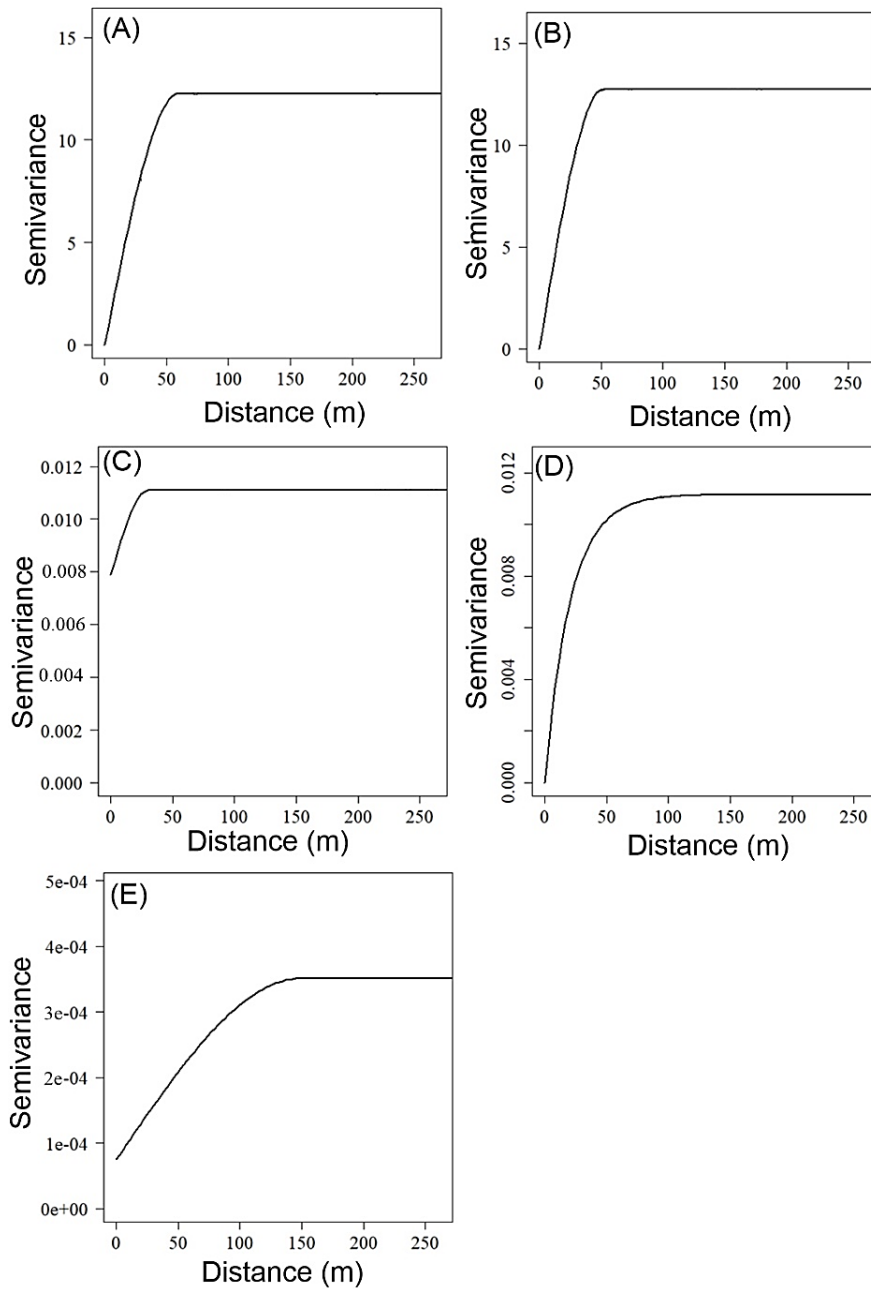 (A)
15
10
5
0
Semivariance
0 50 100 150 200 250
Distance (m)
(B)
15
10
5
0
Semivariance
0 50 100 150 200 250
Distance (m)
(C)
0.012
0.010
0.008
0.006
0.004
0.002
0.000
Semivariance
0 50 100 150 200 250
Distance (m)
(D)
0.012
0.008
0.004
0.000
Semivariance
0 50 100 150 200 250
Distance (m)
(E)
5e-04
4e-04
3e-04
2e-04
1e-04
0e+00
Semivariance
0 50 100 150 200 250
Distance (m)